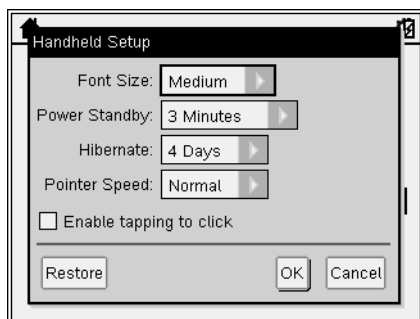 Handheld Setup
Font Size: Medium
Power Standby: 3 Minutes
Hibernate: 4 Days
Pointer Speed: Normal
Enable tapping to click
Restore OK Cancel